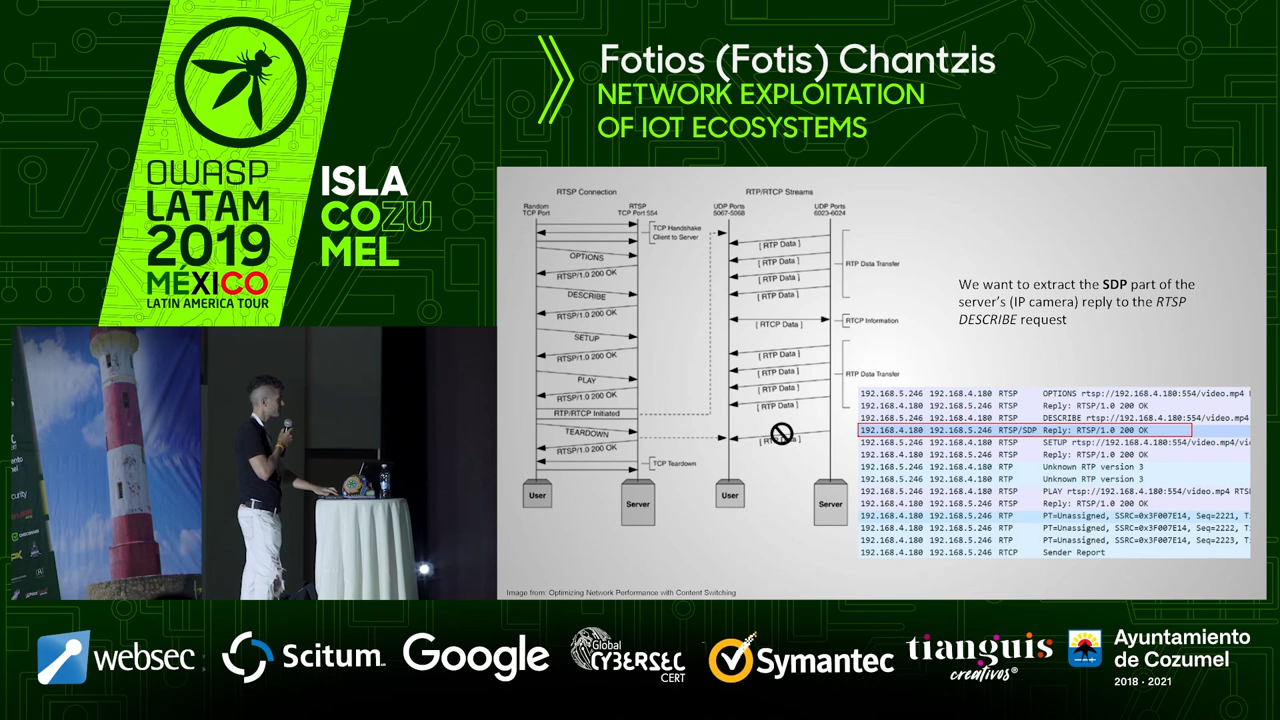 OWASP
LATAM
2019
MÉXICO
LATIN AMERICA TOUR
ISLA
COZU
MEL
Fotios (Fotis) Chantzis
NETWORK EXPLOITATION
OF IOT ECOSYSTEMS
RTSP Connection
RTP/RTCP Streams
Random
TCP Port
RTSP
TCP Port 554
UDP Ports
5067-5068
UDP Ports
6023-6024
TCP Handshake
Client to Server
OPTIONS
RTSP/1.0 200 OK
DESCRIBE
RTSP/1.0 200 OK
SETUP
RTSP/1.0 200 OK
PLAY
RTSP/1.0 200 OK
RTP/RTCP Initiated
TEARDOWN
RTSP/1.0 200 OK
TCP Teardown
User
Server
[ RTP Data ]
[ RTP Data ]
[ RTP Data ]
[ RTP Data ]
RTP Data Transfer
[ RTCP Data ]
RTCP Information
[ RTP Data ]
[ RTP Data ]
[ RTP Data ]
[ RTP Data ]
RTP Data Transfer
User
Server
We want to extract the SDP part of the
server's (IP camera) reply to the RTSP
DESCRIBE request
192.168.5.246 192.168.4.180 RTSP OPTIONS rtsp://192.168.4.180:554/video.mp4
192.168.4.180 192.168.5.246 RTSP Reply: RTSP/1.0 200 OK
192.168.5.246 192.168.4.180 RTSP DESCRIBE rtsp://192.168.4.180:554/video.mp4
192.168.4.180 192.168.5.246 RTSP/SDP Reply: RTSP/1.0 200 OK
192.168.5.246 192.168.4.180 RTSP SETUP rtsp://192.168.4.180:554/video.mp4/vi
192.168.4.180 192.168.5.246 RTSP Reply: RTSP/1.0 200 OK
192.168.5.246 192.168.4.180 RTP Unknown RTP version 3
192.168.5.246 192.168.4.180 RTP Unknown RTP version 3
192.168.5.246 192.168.4.180 RTSP PLAY rtsp://192.168.4.180:554/video.mp4 RTS
192.168.4.180 192.168.5.246 RTSP Reply: RTSP/1.0 200 OK
192.168.4.180 192.168.5.246 RTP PT=Unassigned, SSRC=0x3F007E14, Seq=2221, T
192.168.4.180 192.168.5.246 RTP PT=Unassigned, SSRC=0x3F007E14, Seq=2222, T
192.168.4.180 192.168.5.246 RTP PT=Unassigned, SSRC=0x3F007E14, Seq=2223, T
192.168.4.180 192.168.5.246 RTCP Sender Report
Image from: Optimizing Network Performance with Content Switching
websec
Scitum
Google
Global
CYBERSEC
CERT
Symantec
tianguis
creativos®
Ayuntamiento
de Cozumel
2018 · 2021